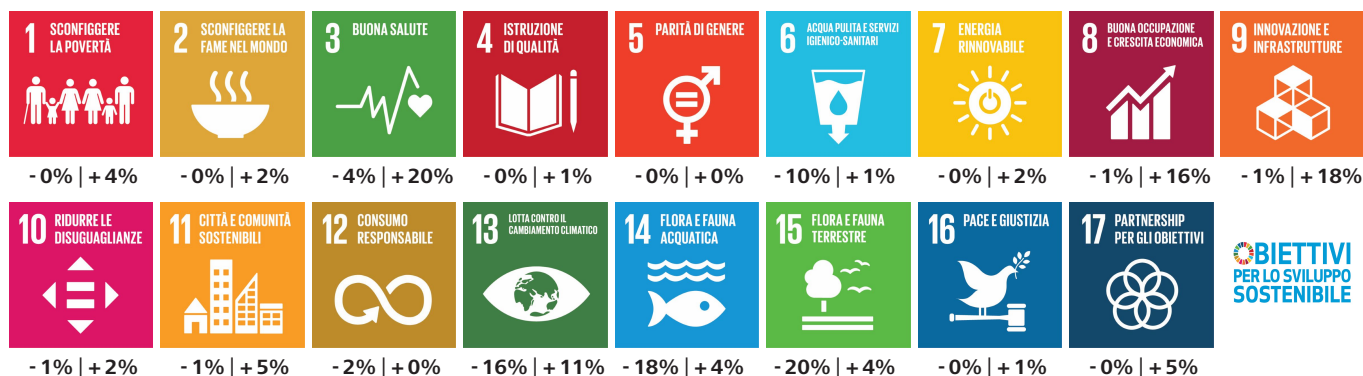 1 SCONFIGGERE
LA POVERTÀ
2 SCONFIGGERE LA
FAME NEL MONDO
3 BUONA SALUTE
4 ISTRUZIONE
DI QUALITÀ
5 PARITÀ DI GENERE
6 ACQUA PULITA E SERVIZI
IGIENICO-SANITARI
7 ENERGIA
RINNOVABILE
8 BUONA OCCUPAZIONE
E CRESCITA ECONOMICA
9 INNOVAZIONE E
INFRASTRUTTURE
- 0% | + 4%
- 0% | + 2%
- 4% | + 20%
- 0% | + 1%
- 0% | + 0%
- 10% | + 1%
- 0% | + 2%
- 1% | + 16%
- 1% | + 18%
10 RIDURRE LE
DISUGUAGLIANZE
11 CITTÀ E COMUNITÀ
SOSTENIBILI
12 CONSUMO
RESPONSABILE
13 LOTTA CONTRO IL
CAMBIAMENTO CLIMATICO
14 FLORA E FAUNA
ACQUATICA
15 FLORA E FAUNA
TERRESTRE
16 PACE E GIUSTIZIA
17 PARTNERSHIP
PER GLI OBIETTIVI
OBIETTIVI
PER LO SVILUPPO
SOSTENIBILE
- 1% | + 2%
- 1% | + 5%
- 2% | + 0%
- 16% | + 11%
- 18% | + 4%
- 20% | + 4%
- 0% | + 1%
- 0% | + 5%